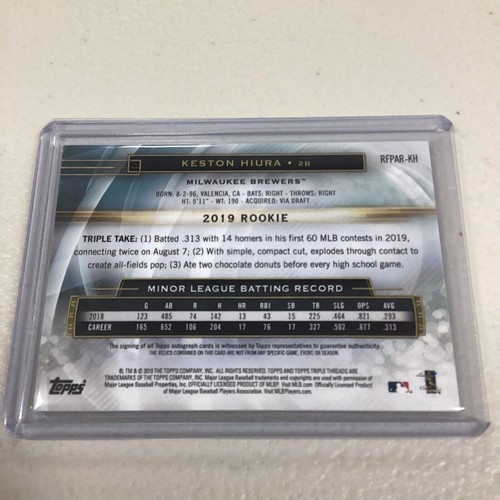 KESTON HIURA • 2B
RFPAR-KH
MILWAUKEE BREWERS™
BORN: 8-2-96, VALENCIA, CA • BATS: RIGHT • THROWS: RIGHT
HT: 5'11" • WT: 190 • ACQUIRED: VIA DRAFT
2019 ROOKIE
TRIPLE TAKE: (1) Batted .313 with 14 homers in his first 60 MLB contests in 2019,
connecting twice on August 7; (2) With simple, compact cut, explodes through contact to
create all-fields pop; (3) Ate two chocolate donuts before every high school game.
MINOR LEAGUE BATTING RECORD
G AB R H HR RBI SB TB SLG OPS AVG
2018 123 485 74 142 13 43 15 225 .464 .821 .293
CAREER 165 652 108 204 17 76 17 327 .502 .877 .313
The signing of all Topps autograph cards is witnessed by Topps representatives to guarantee authenticity.
THE RELICS CONTAINED ON THIS CARD ARE NOT FROM ANY SPECIFIC GAME, EVENT, OR SEASON.
®, TM & © 2019 THE TOPPS COMPANY, INC. ALL RIGHTS RESERVED. TOPPS AND TOPPS TRIPLE THREADS ARE
TRADEMARKS OF THE TOPPS COMPANY, INC. Major League Baseball trademarks and copyrights are used with permission of
Major League Baseball Properties, Inc. OFFICIALLY LICENSED PRODUCT OF MLBP. Visit MLB.com Officially Licensed Product
of Major League Baseball Players Association. Visit MLBPlayers.com.
Topps